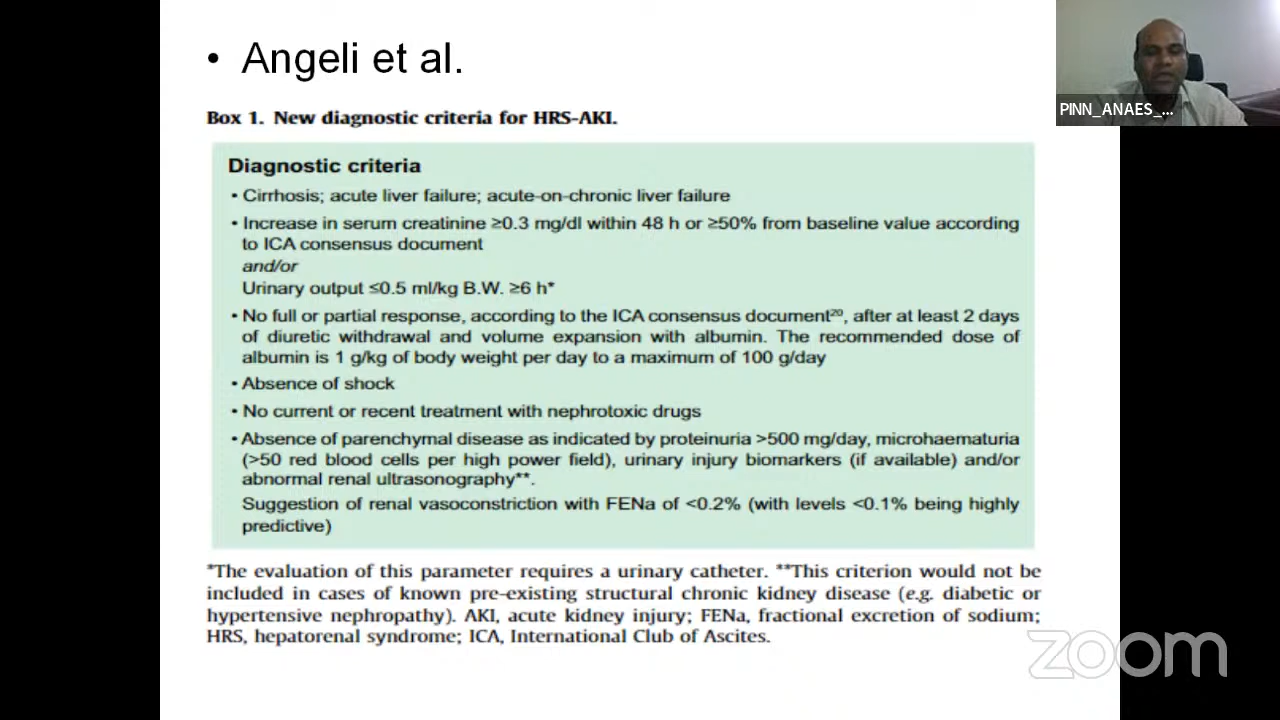 • Angeli et al.
PINN_ANAES_...
Box 1. New diagnostic criteria for HRS-AKI.
Diagnostic criteria
• Cirrhosis; acute liver failure; acute-on-chronic liver failure
• Increase in serum creatinine ≥0.3 mg/dl within 48 h or ≥50% from baseline value according
to ICA consensus document
and/or
Urinary output ≤0.5 ml/kg B.W. ≥6 h*
• No full or partial response, according to the ICA consensus document²⁰, after at least 2 days
of diuretic withdrawal and volume expansion with albumin. The recommended dose of
albumin is 1 g/kg of body weight per day to a maximum of 100 g/day
• Absence of shock
• No current or recent treatment with nephrotoxic drugs
• Absence of parenchymal disease as indicated by proteinuria >500 mg/day, microhaematuria
(>50 red blood cells per high power field), urinary injury biomarkers (if available) and/or
abnormal renal ultrasonography**.
Suggestion of renal vasoconstriction with FENa of <0.2% (with levels <0.1% being highly
predictive)
*The evaluation of this parameter requires a urinary catheter. **This criterion would not be
included in cases of known pre-existing structural chronic kidney disease (e.g. diabetic or
hypertensive nephropathy). AKI, acute kidney injury; FENa, fractional excretion of sodium;
HRS, hepatorenal syndrome; ICA, International Club of Ascites.
zoom